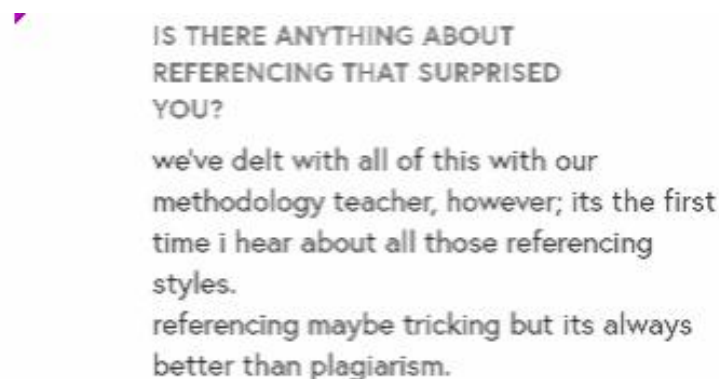 IS THERE ANYTHING ABOUT
REFERENCING THAT SURPRISED
YOU?
we've delt with all of this with our
methodology teacher, however; its the first
time i hear about all those referencing
styles.
referencing maybe tricking but its always
better than plagiarism.